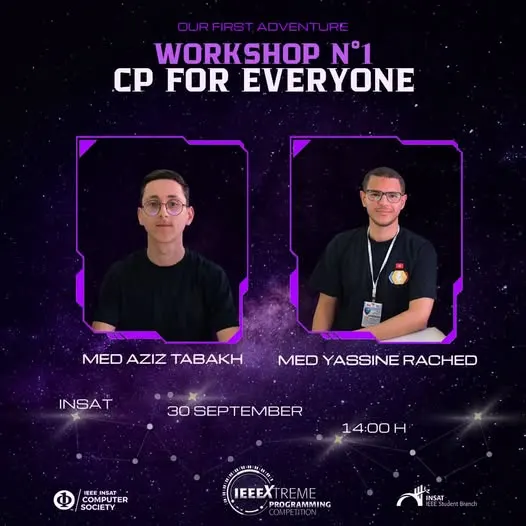 OUR FIRST ADVENTURE
WORKSHOP N°1
CP FOR EVERYONE
MED AZIZ TABAKH
MED YASSINE RACHED
INSAT
30 SEPTEMBER
14:00 H
IEEE INSAT
COMPUTER
SOCIETY
IEEEXTREME
PROGRAMMING
COMPETITION
INSAT
IEEE Student Branch